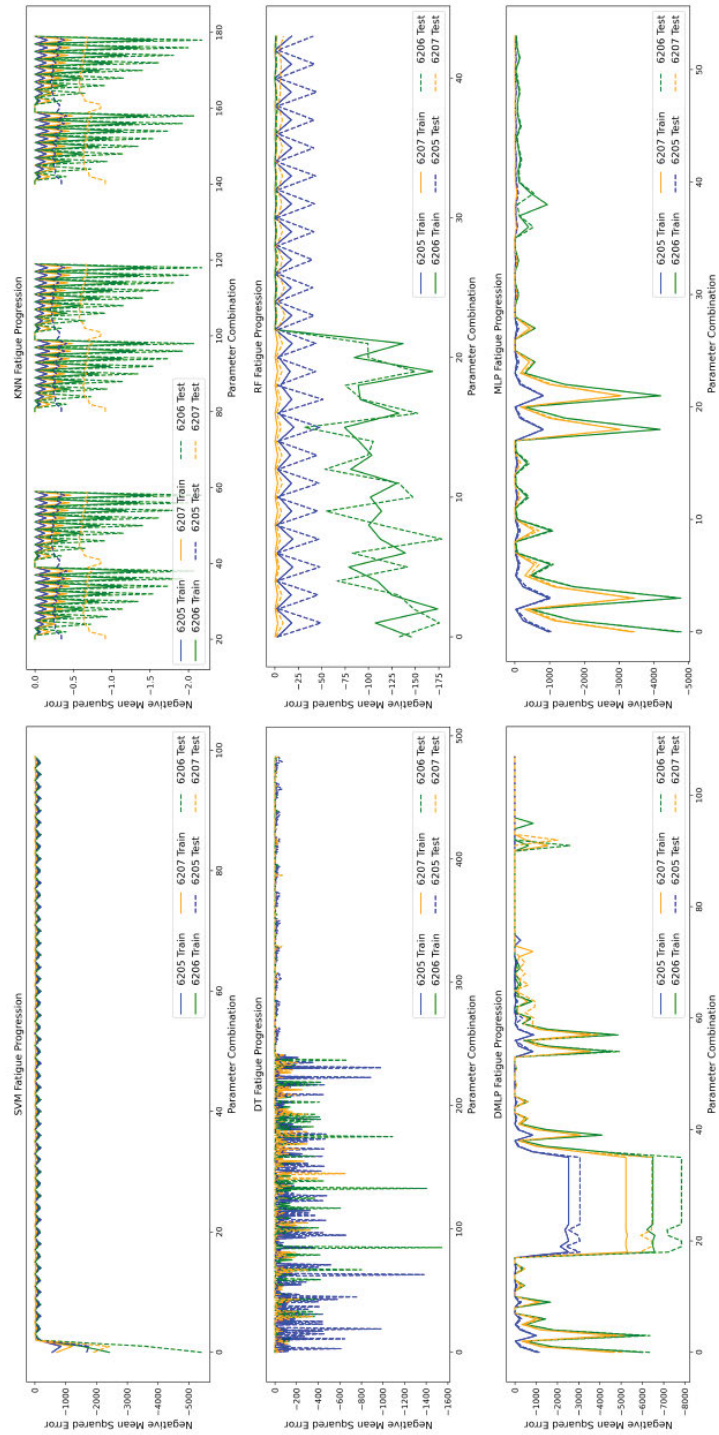 SVM Fatigue Progression
Negative Mean Squared Error
0
−1000
−2000
−3000
−4000
−5000
0 20 40 60 80 100
Parameter Combination
6205 Train 6207 Train 6206 Test
6206 Train 6205 Test 6207 Test
KNN Fatigue Progression
Negative Mean Squared Error
0.0
−0.5
−1.0
−1.5
−2.0
20 40 60 80 100 120 140 160 180
Parameter Combination
6205 Train 6207 Train 6206 Test
6206 Train 6205 Test 6207 Test
DT Fatigue Progression
Negative Mean Squared Error
0
−200
−400
−600
−800
−1000
−1200
−1400
−1600
0 100 200 300 400 500
Parameter Combination
6205 Train 6207 Train 6206 Test
6206 Train 6205 Test 6207 Test
RF Fatigue Progression
Negative Mean Squared Error
0
−25
−50
−75
−100
−125
−150
−175
0 10 20 30 40
Parameter Combination
6205 Train 6207 Train 6206 Test
6206 Train 6205 Test 6207 Test
DMLP Fatigue Progression
Negative Mean Squared Error
0
−1000
−2000
−3000
−4000
−5000
−6000
−7000
−8000
0 20 40 60 80 100
Parameter Combination
6205 Train 6207 Train 6206 Test
6206 Train 6205 Test 6207 Test
MLP Fatigue Progression
Negative Mean Squared Error
0
−1000
−2000
−3000
−4000
−5000
0 10 20 30 40 50
Parameter Combination
6205 Train 6207 Train 6206 Test
6206 Train 6205 Test 6207 Test